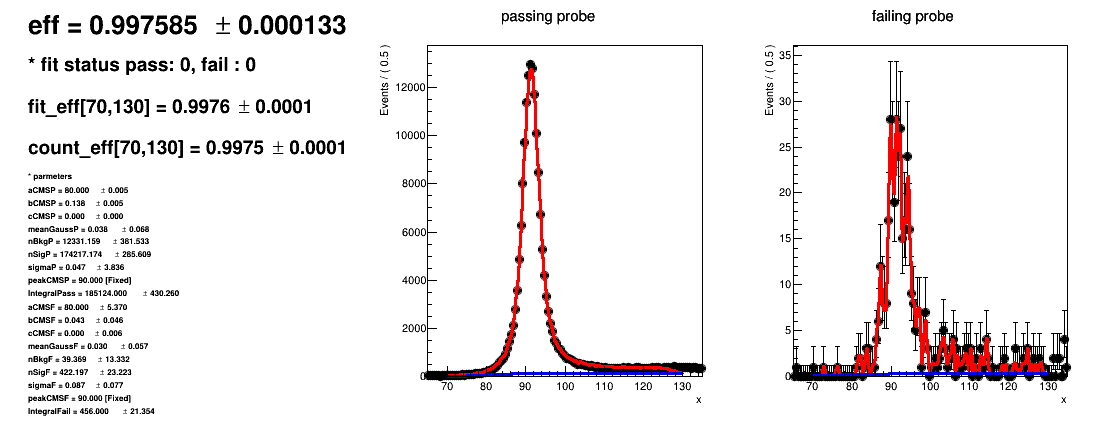 eff = 0.997585 ± 0.000133
* fit status pass: 0, fail : 0
fit_eff[70,130] = 0.9976 ± 0.0001
count_eff[70,130] = 0.9975 ± 0.0001
* parmeters
aCMSP = 80.000 ± 0.005
bCMSP = 0.138 ± 0.005
cCMSP = 0.000 ± 0.000
meanGaussP = 0.038 ± 0.068
nBkgP = 12331.159 ± 381.533
nSigP = 174217.174 ± 285.609
sigmaP = 0.047 ± 3.836
peakCMSP = 90.000 [Fixed]
IntegralPass = 185124.000 ± 430.260
aCMSF = 80.000 ± 5.370
bCMSF = 0.043 ± 0.046
cCMSF = 0.000 ± 0.006
meanGaussF = 0.030 ± 0.057
nBkgF = 39.369 ± 13.332
nSigF = 422.197 ± 23.223
sigmaF = 0.087 ± 0.077
peakCMSF = 90.000 [Fixed]
IntegralFail = 456.000 ± 21.354
passing probe
Events / ( 0.5 )
12000
10000
8000
6000
4000
2000
0
70 80 90 100 110 120 130
x
failing probe
Events / ( 0.5 )
35
30
25
20
15
10
5
0
70 80 90 100 110 120 130
x